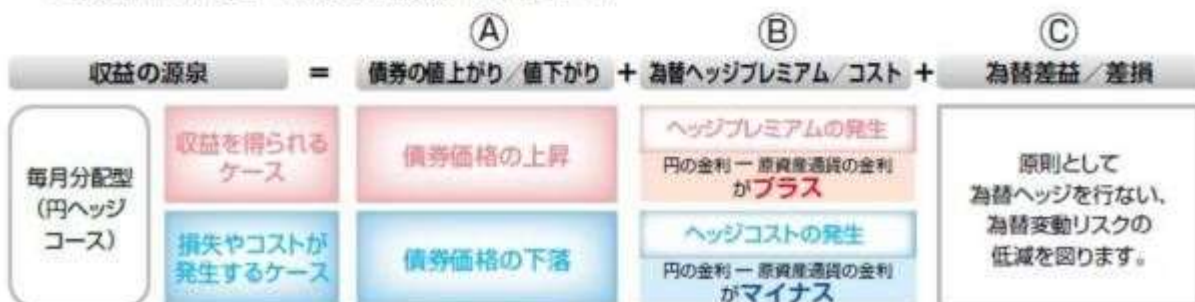 Ⓐ Ⓑ Ⓒ
収益の源泉 = 債券の値上がり/値下がり + 為替ヘッジプレミアム/コスト + 為替差益/差損
毎月分配型
(円ヘッジ
コース)
収益を得られる
ケース
債券価格の上昇
ヘッジプレミアムの発生
円の金利 ー 原資産通貨の金利
がプラス
損失やコストが
発生するケース
債券価格の下落
ヘッジコストの発生
円の金利 ー 原資産通貨の金利
がマイナス
原則として
為替ヘッジを行ない、
為替変動リスクの
低減を図ります。